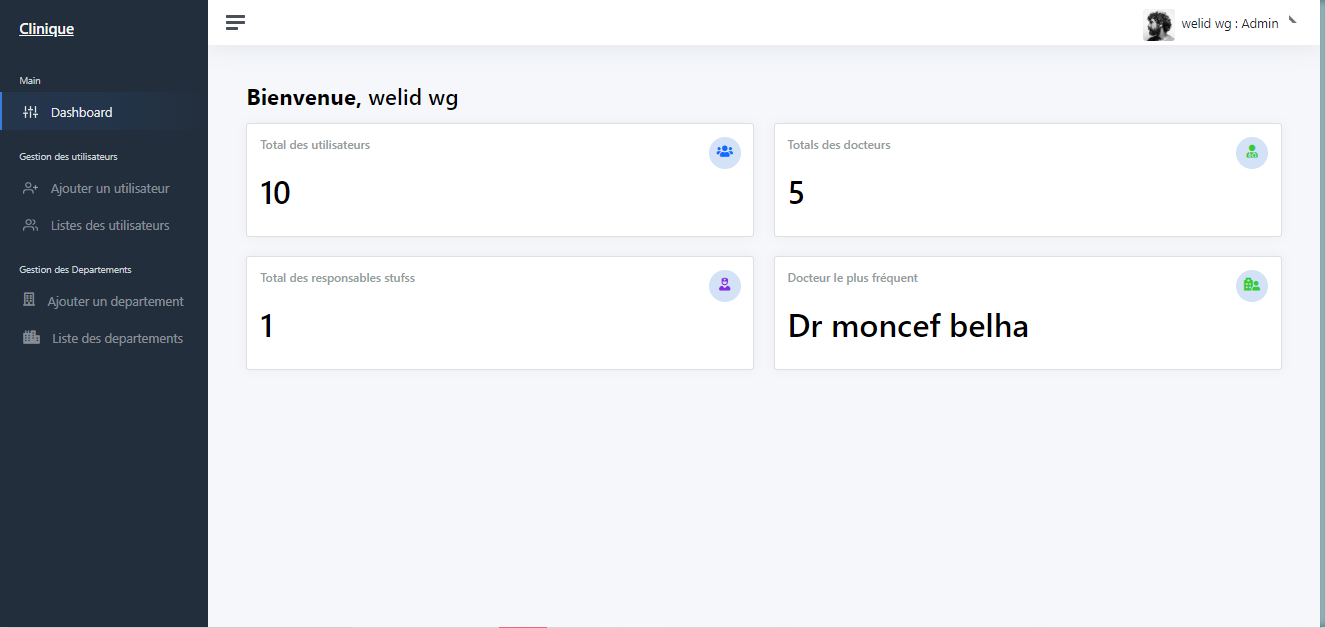 Clinique
welid wg : Admin
Main
Dashboard
Gestion des utilisateurs
Ajouter un utilisateur
Listes des utilisateurs
Gestion des Departements
Ajouter un departement
Liste des departements
Bienvenue, welid wg
Total des utilisateurs
10
Totals des docteurs
5
Total des responsables stufss
1
Docteur le plus fréquent
Dr moncef belha